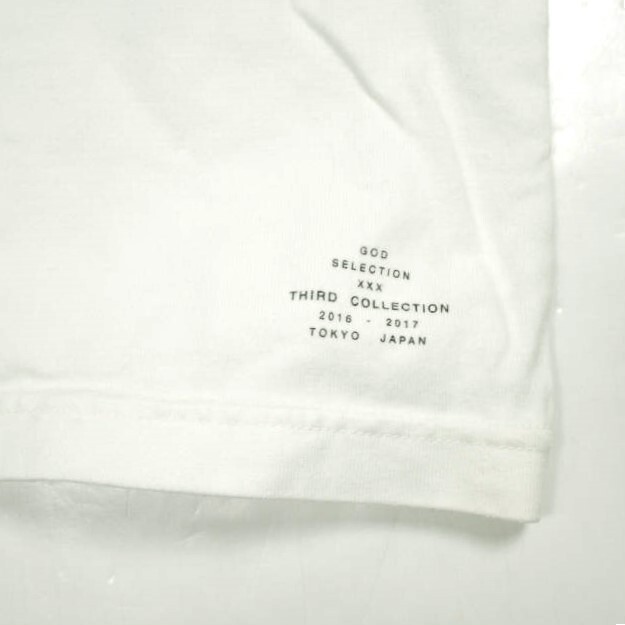 GOD
SELECTION
XXX
THIRD COLLECTION
2016 - 2017
TOKYO JAPAN